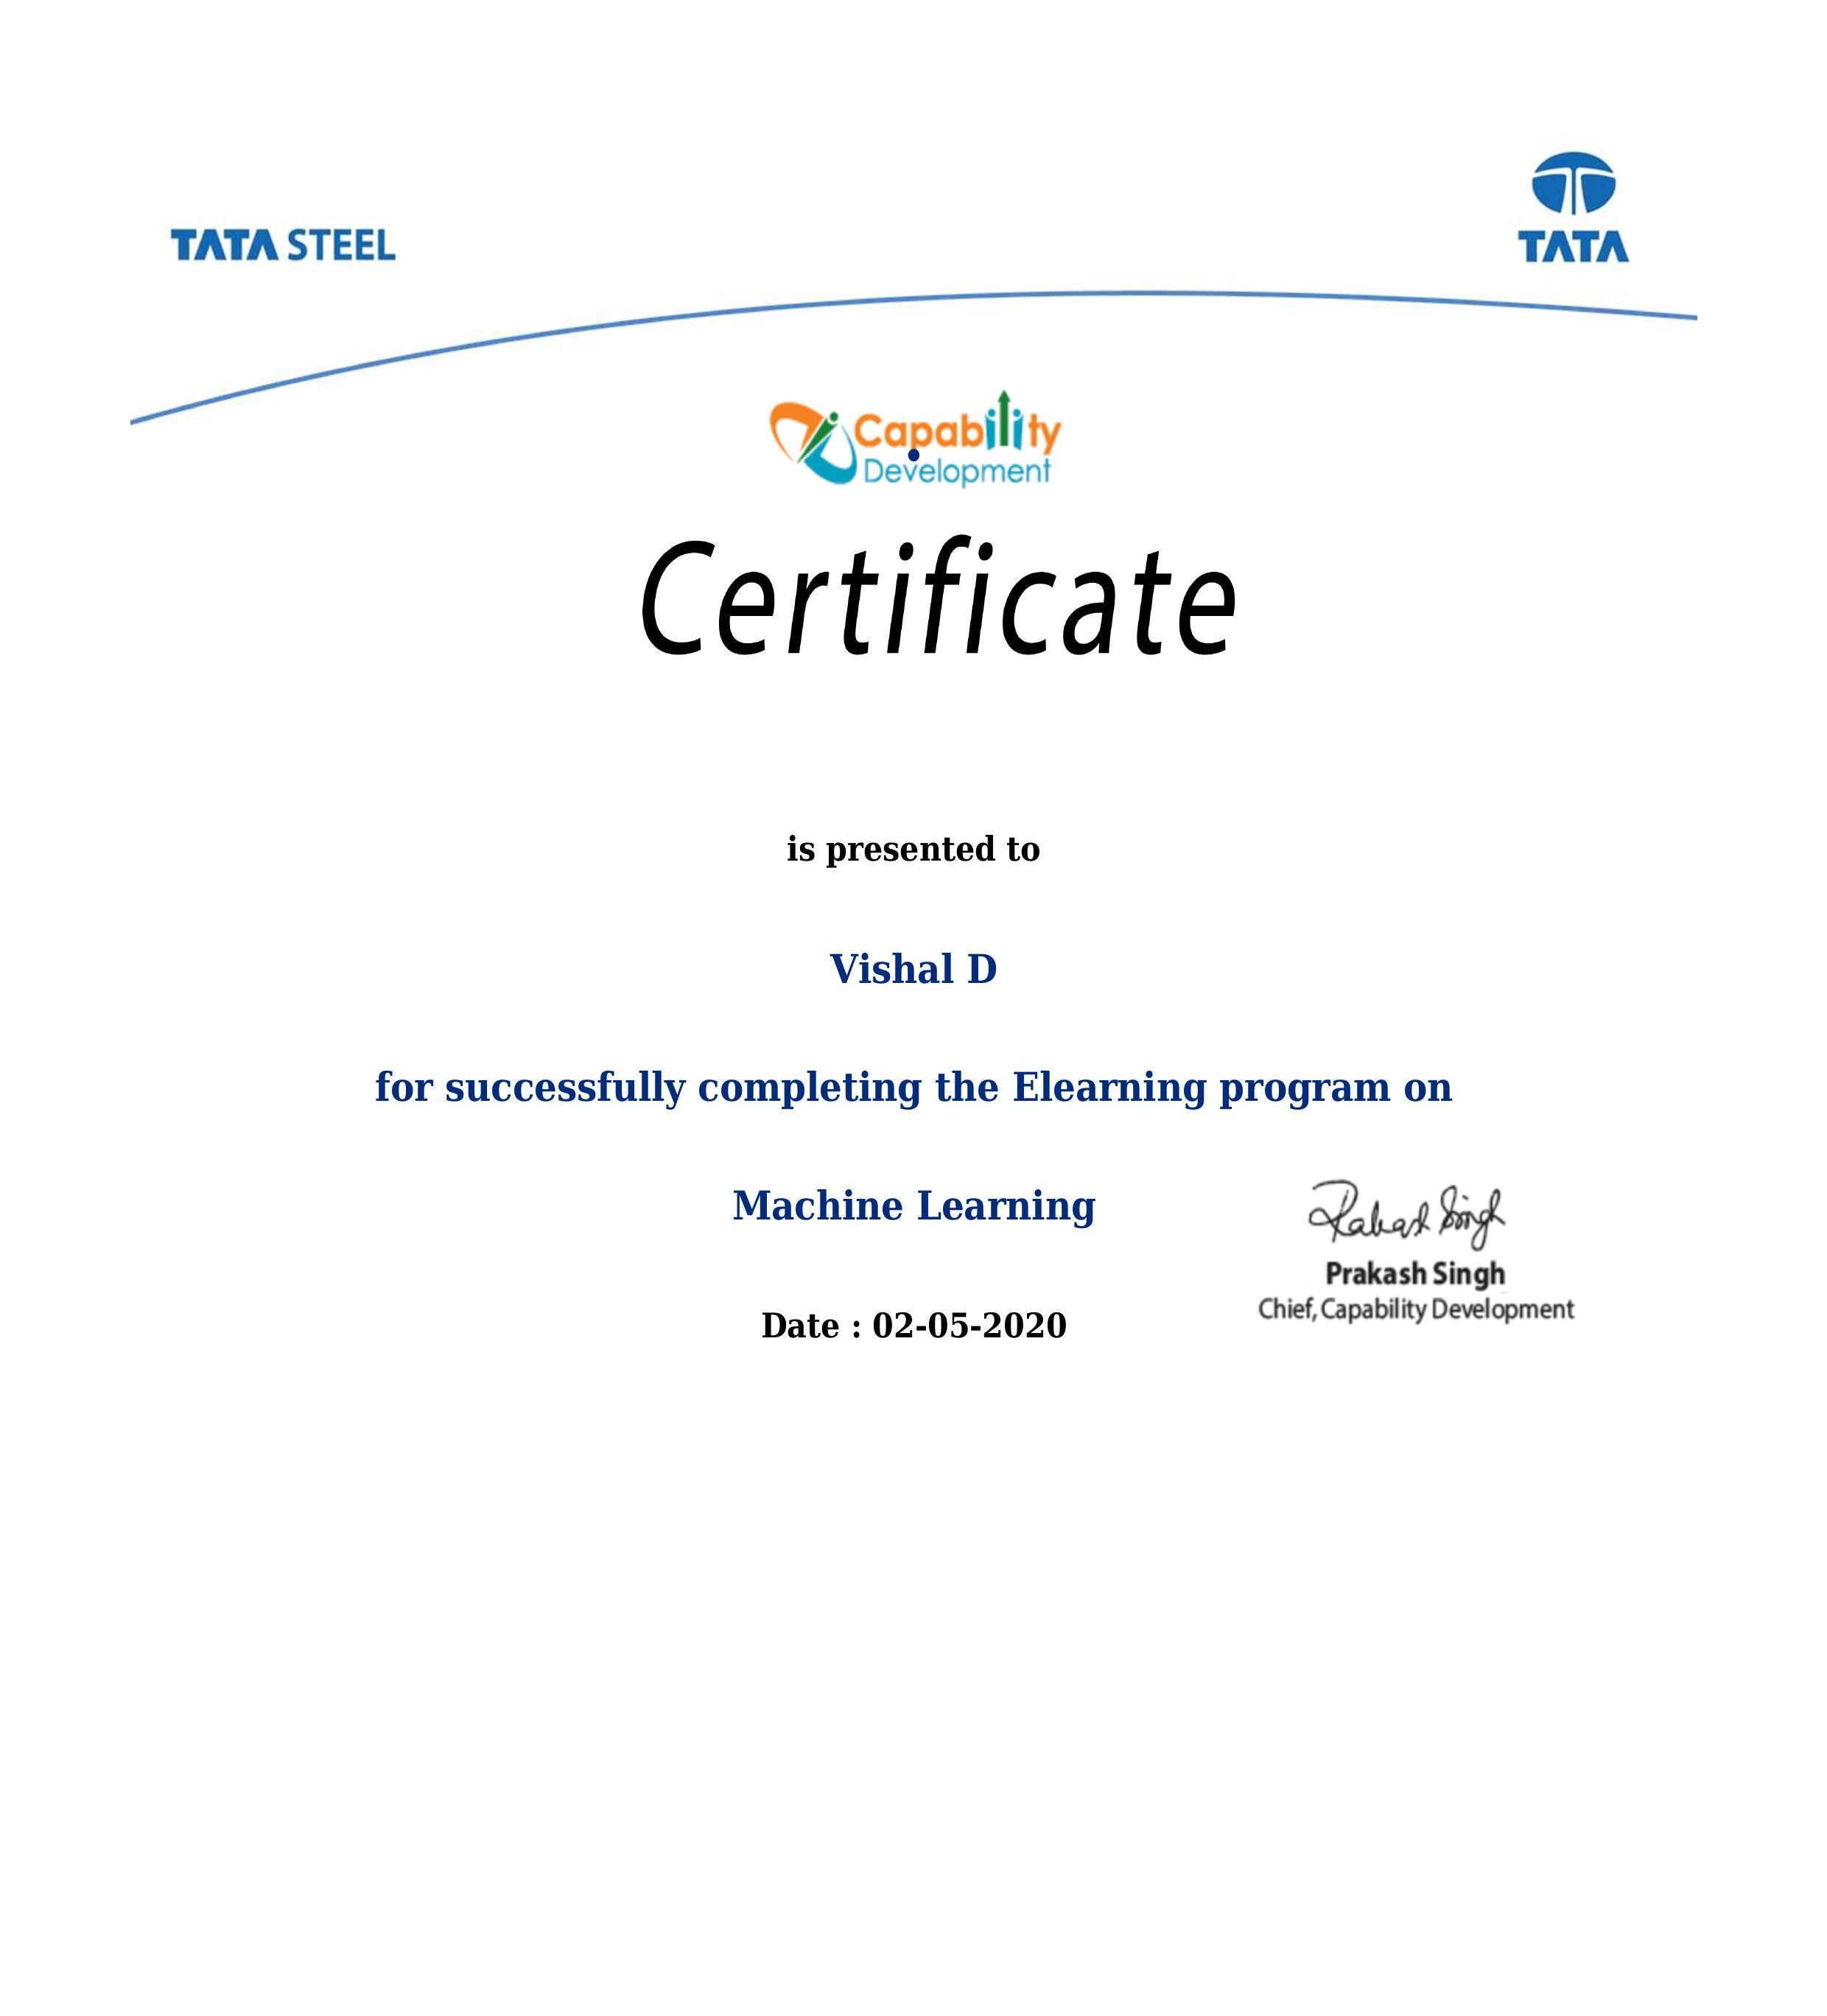 TATA STEEL
TATA
Capability
Development
Certificate
is presented to
Vishal D
for successfully completing the Elearning program on
Machine Learning
Prakash Singh
Prakash Singh
Chief, Capability Development
Date : 02-05-2020